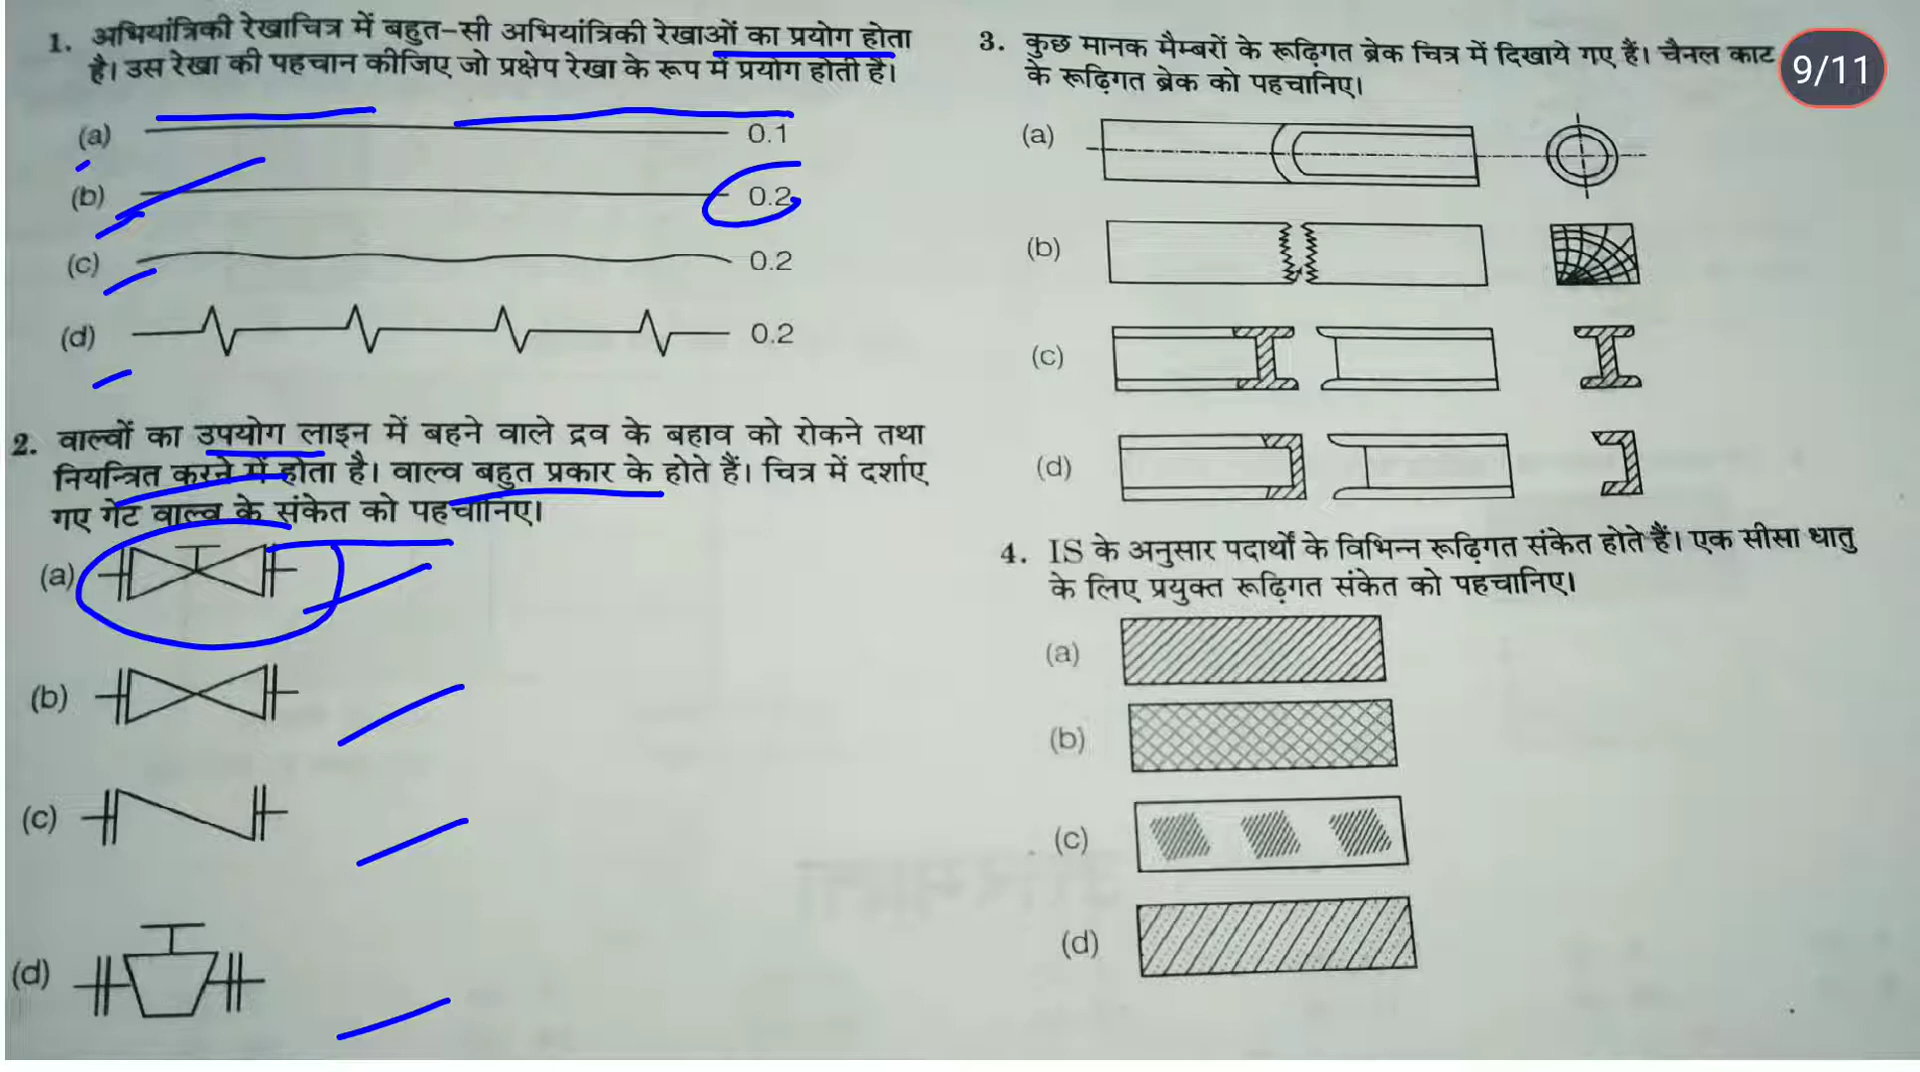 1. अभियांत्रिकी रेखाचित्र में बहुत-सी अभियांत्रिकी रेखाओं का प्रयोग होता
है। उस रेखा की पहचान कीजिए जो प्रक्षेप रेखा के रूप में प्रयोग होती है।
(a) 0.1
(b) 0.2
(c) 0.2
(d) 0.2
2. वाल्वों का उपयोग लाइन में बहने वाले द्रव के बहाव को रोकने तथा
नियन्त्रित करने में होता है। वाल्व बहुत प्रकार के होते हैं। चित्र में दर्शाए
गए गेट वाल्व के संकेत को पहचानिए।
(a)
(b)
(c)
(d)
3. कुछ मानक मैम्बरों के रूढ़िगत ब्रेक चित्र में दिखाये गए हैं। चैनल काट
के रूढ़िगत ब्रेक को पहचानिए।
(a)
(b)
(c)
(d)
4. IS के अनुसार पदार्थों के विभिन्न रूढ़िगत संकेत होते हैं। एक सीसा धातु
के लिए प्रयुक्त रूढ़िगत संकेत को पहचानिए।
(a)
(b)
(c)
(d)
9/11